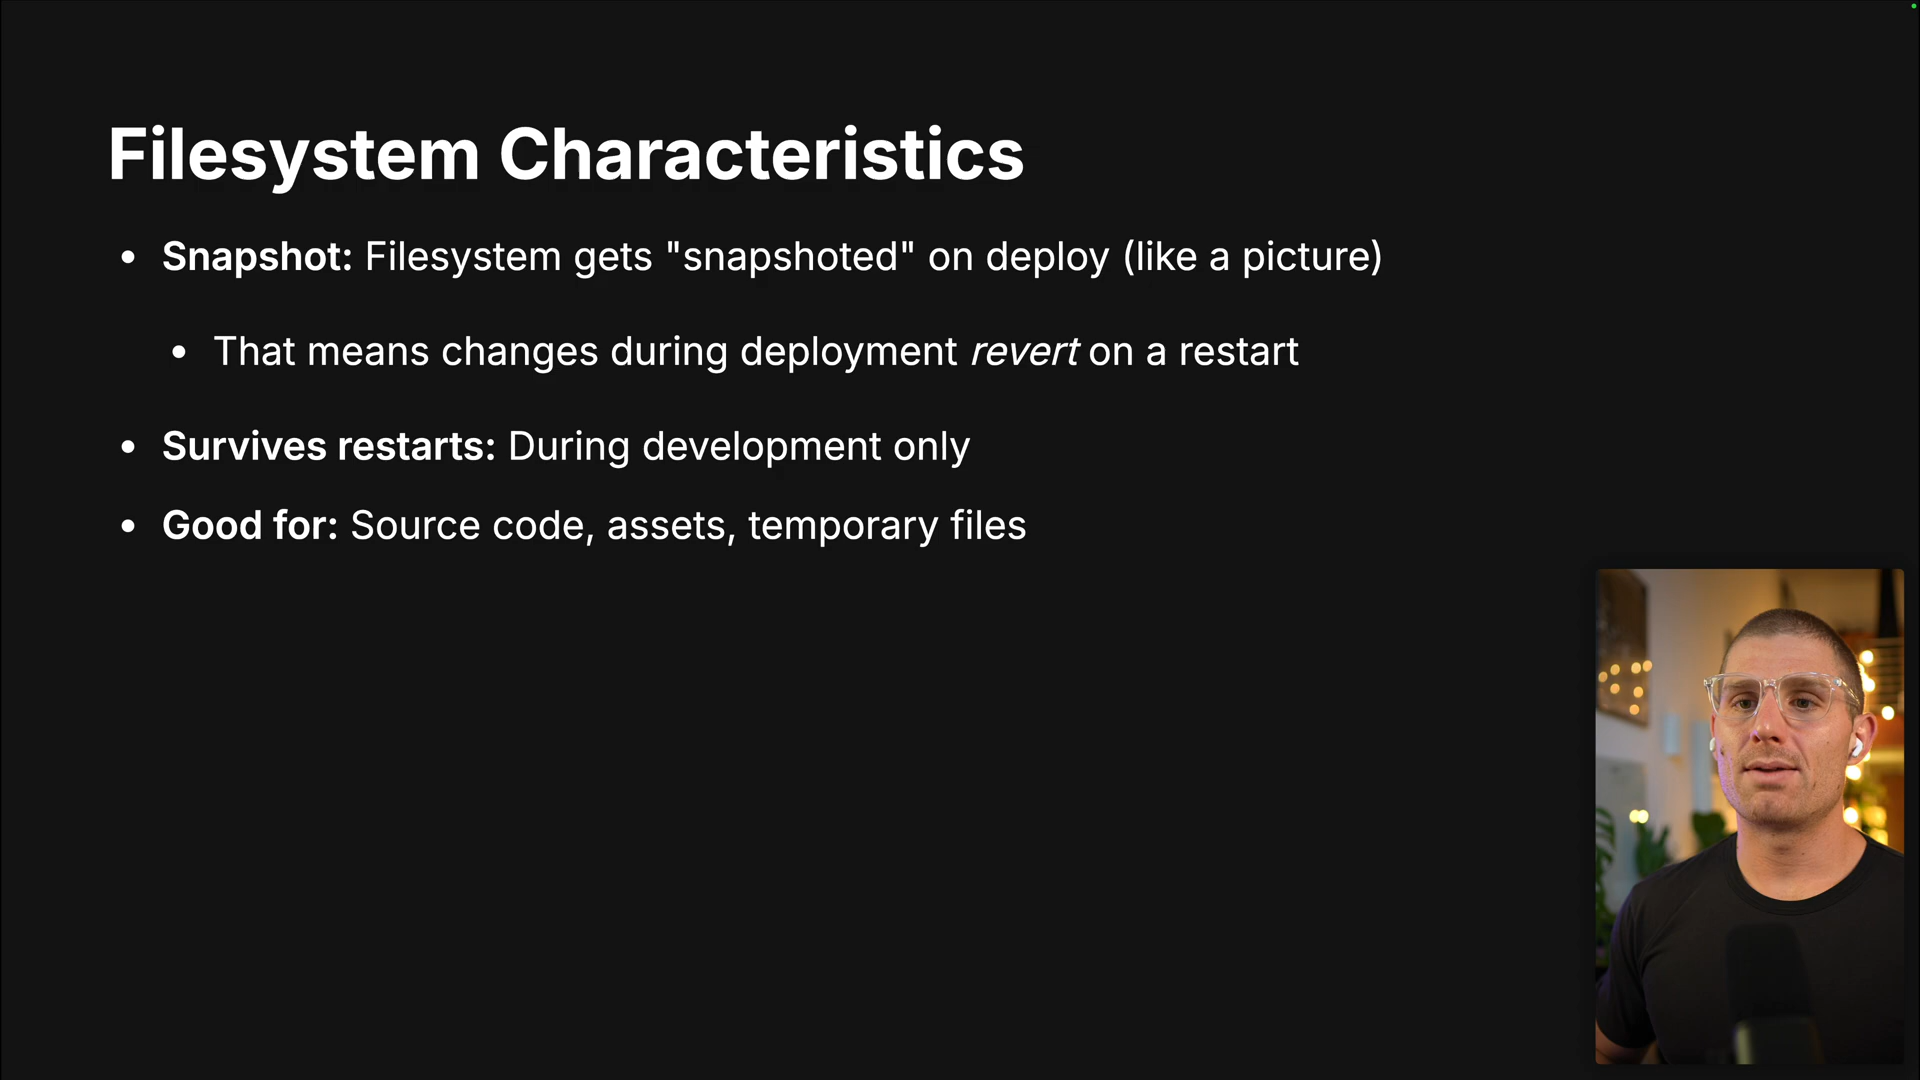 Filesystem Characteristics
• Snapshot: Filesystem gets "snapshoted" on deploy (like a picture)
• That means changes during deployment revert on a restart
• Survives restarts: During development only
• Good for: Source code, assets, temporary files